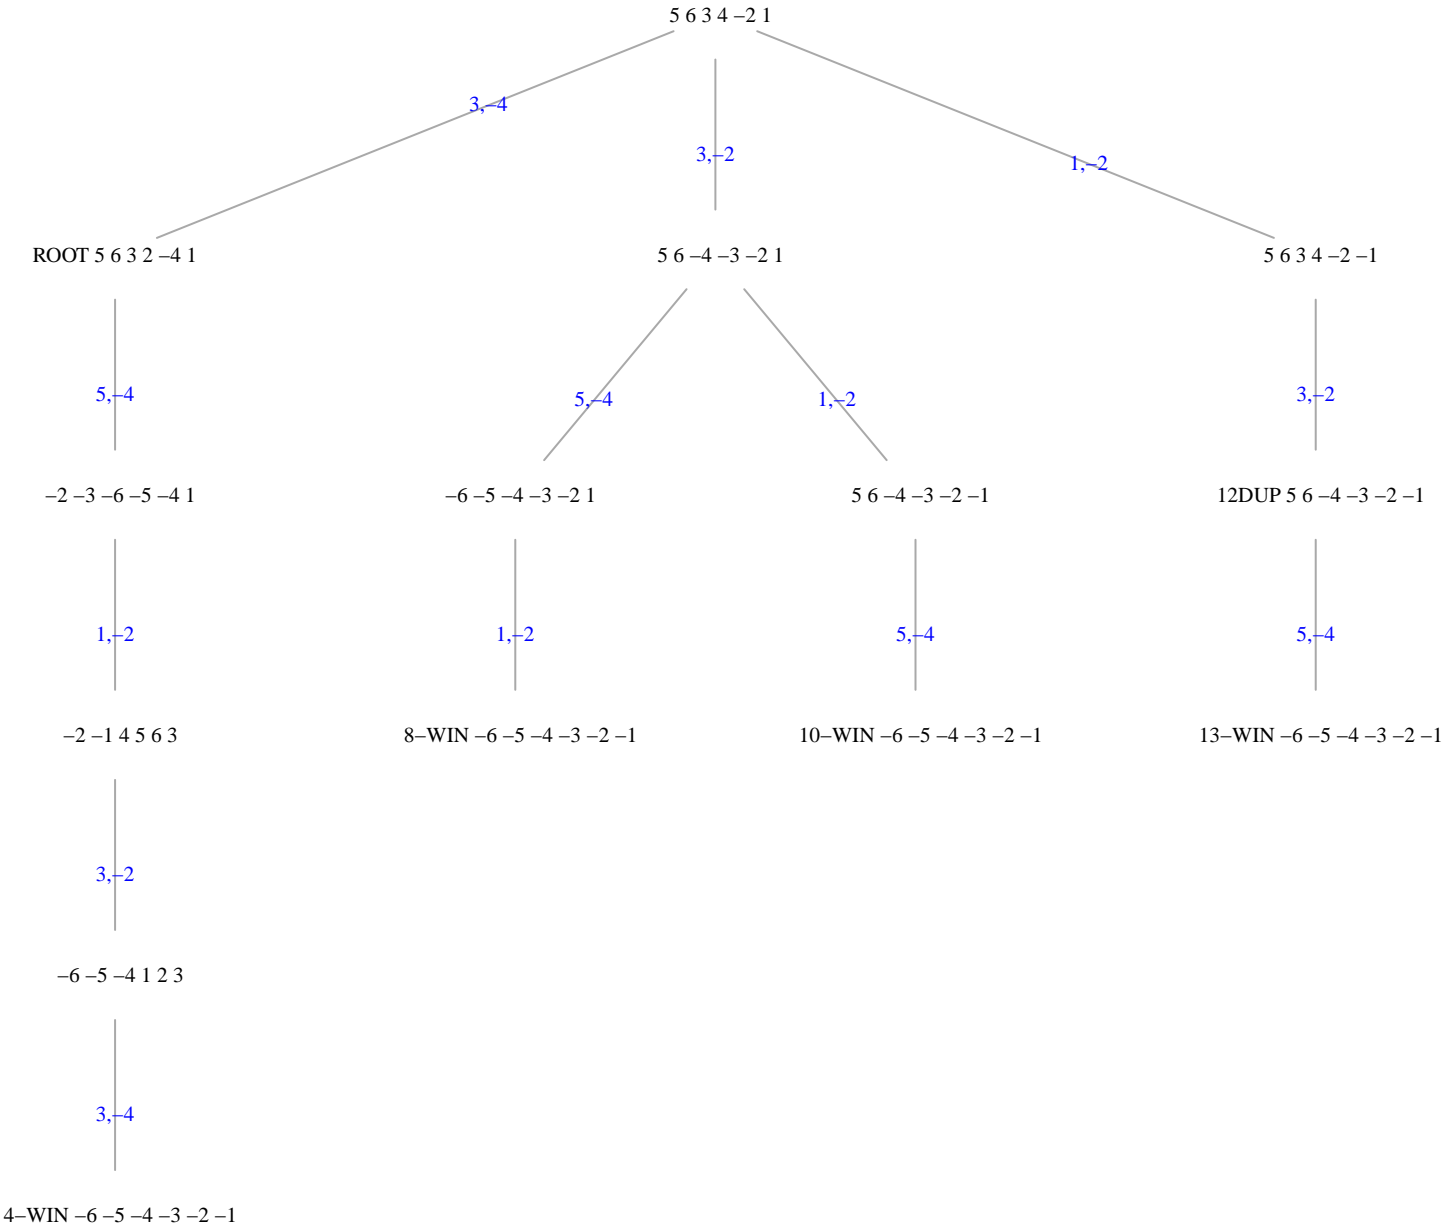 5 6 3 4 –2 1
3,–4
3,–2
1,–2
ROOT 5 6 3 2 –4 1
5 6 –4 –3 –2 1
5 6 3 4 –2 –1
5,–4
5,–4
1,–2
3,–2
–2 –3 –6 –5 –4 1
–6 –5 –4 –3 –2 1
5 6 –4 –3 –2 –1
12DUP 5 6 –4 –3 –2 –1
1,–2
1,–2
5,–4
5,–4
–2 –1 4 5 6 3
8–WIN –6 –5 –4 –3 –2 –1
10–WIN –6 –5 –4 –3 –2 –1
13–WIN –6 –5 –4 –3 –2 –1
3,–2
–6 –5 –4 1 2 3
3,–4
4–WIN –6 –5 –4 –3 –2 –1